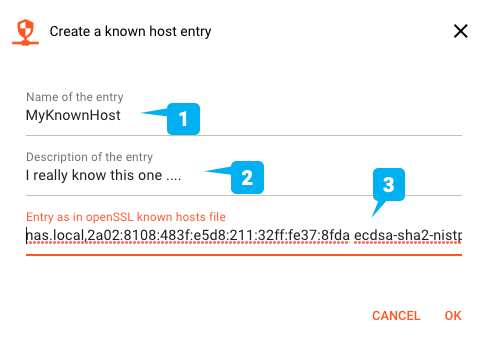 Create a known host entry
Name of the entry
MyKnownHost
1
Description of the entry
I really know this one ....
2
3
Entry as in openSSL known hosts file
nas.local,2a02:8108:483f:e5d8:211:32ff:fe37:8fda ecdsa-sha2-nistp
CANCEL OK